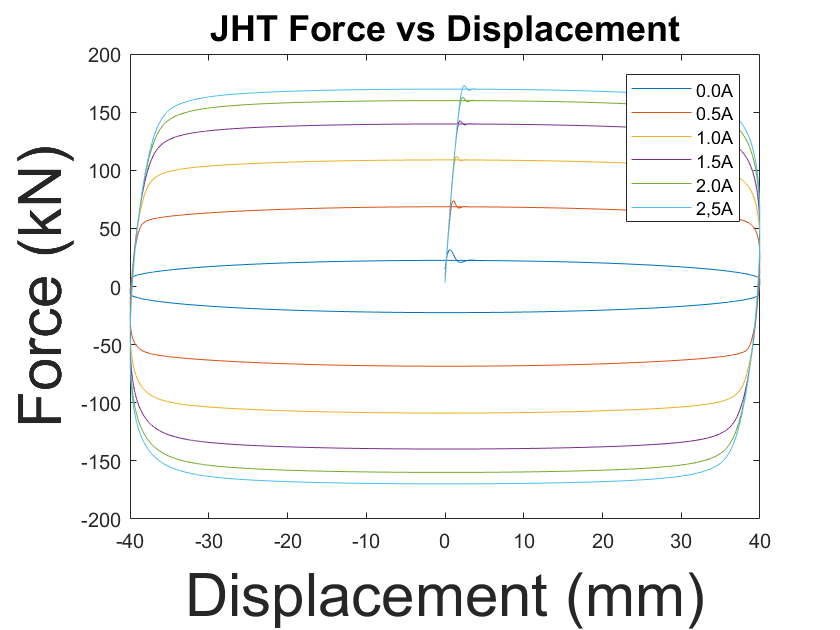 JHT Force vs Displacement
Force (kN)
200
150
100
50
0
-50
-100
-150
-200
0.0A
0.5A
1.0A
1.5A
2.0A
2,5A
-40 -30 -20 -10 0 10 20 30 40
Displacement (mm)